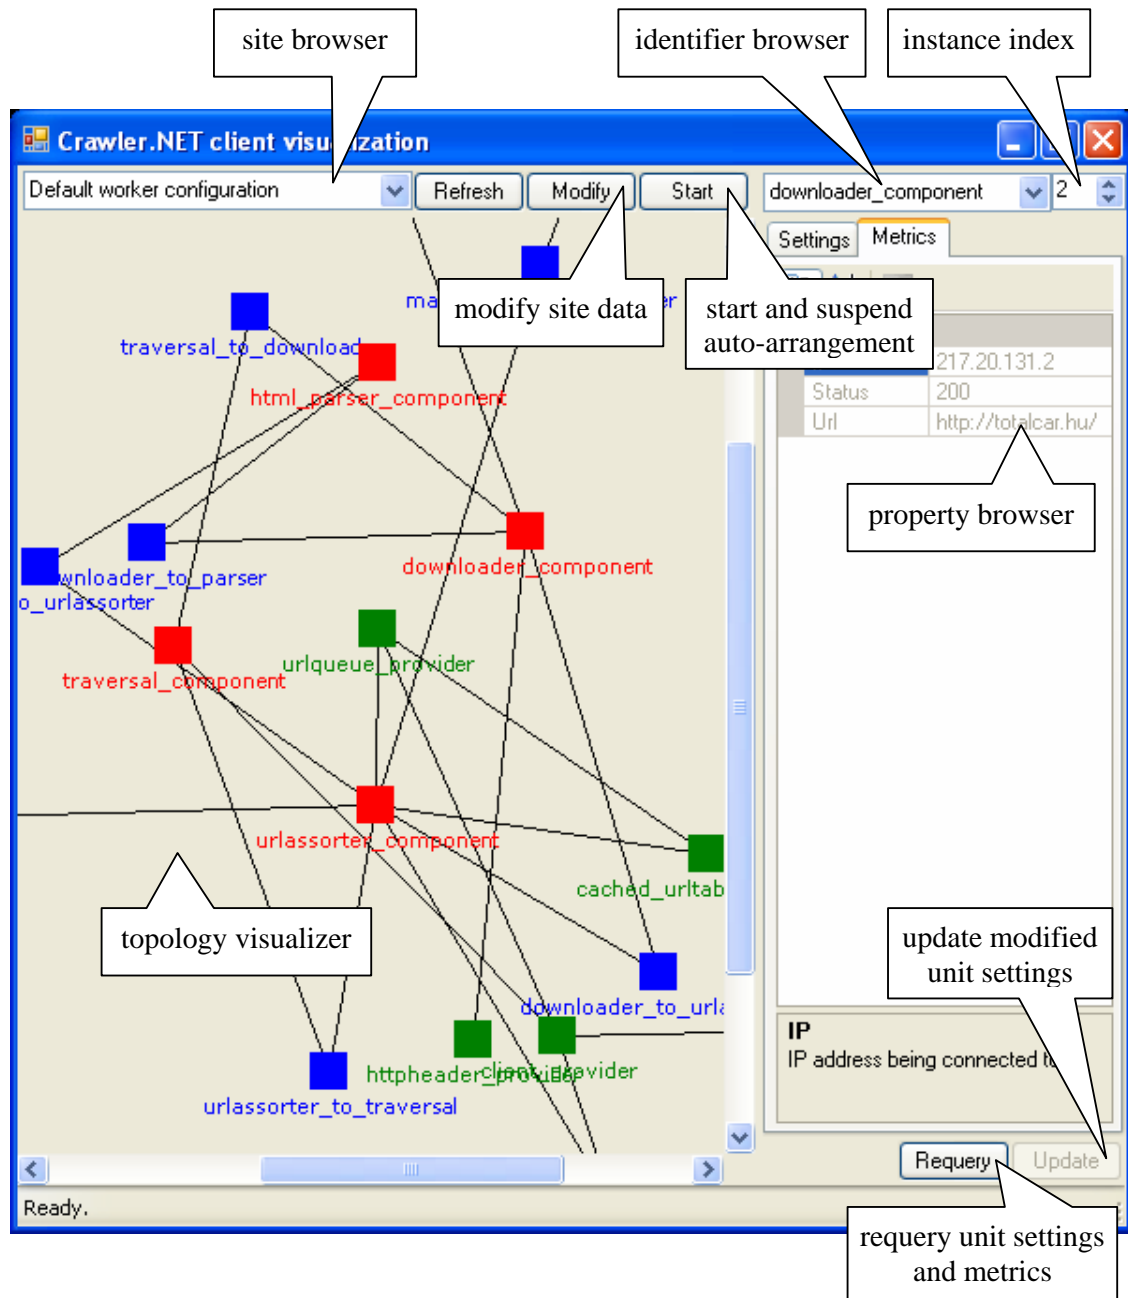 site browser
identifier browser
instance index
Crawler.NET client visualization
Default worker configuration
Refresh
Modify
Start
downloader_component
2
Settings
Metrics
modify site data
start and suspend
auto-arrangement
traversal_to_download
html_parser_component
217.20.131.2
Status
200
Url
http://totalcar.hu/
property browser
downloader_component
wnloader_to_parser
o_urlassorter
urlqueue_provider
traversal_component
urlassorter_component
cached_urltab
topology visualizer
update modified
unit settings
downloader_to_urla
httpheader_provider
client_provider
urlassorter_to_traversal
IP
IP address being connected to
Requery
Update
Ready.
requery unit settings
and metrics